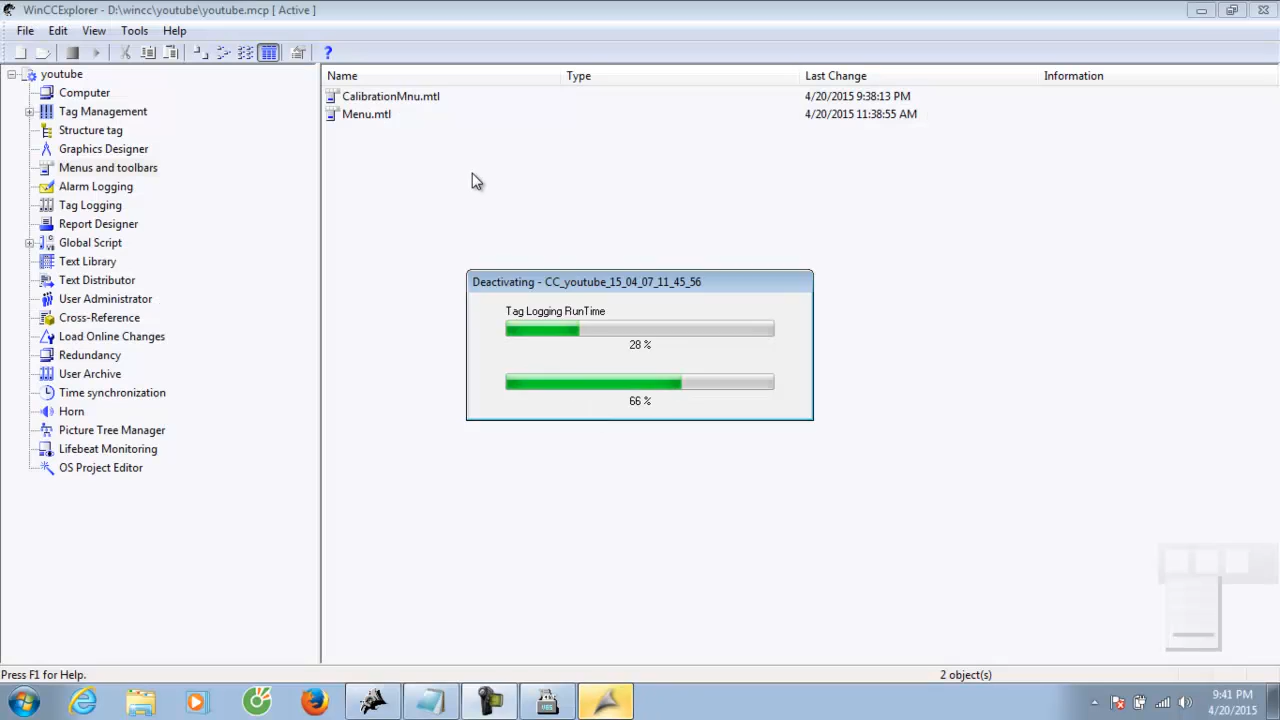 WinCCExplorer - D:\wincc\youtube\youtube.mcp [ Active ]
File Edit View Tools Help
youtube
Computer
Tag Management
Structure tag
Graphics Designer
Menus and toolbars
Alarm Logging
Tag Logging
Report Designer
Global Script
Text Library
Text Distributor
User Administrator
Cross-Reference
Load Online Changes
Redundancy
User Archive
Time synchronization
Horn
Picture Tree Manager
Lifebeat Monitoring
OS Project Editor
Name Type Last Change Information
CalibrationMnu.mtl 4/20/2015 9:38:13 PM
Menu.mtl 4/20/2015 11:38:55 AM
Deactivating - CC_youtube_15_04_07_11_45_56
Tag Logging RunTime
28 %
66 %
Press F1 for Help. 2 object(s)
9:41 PM
4/20/2015